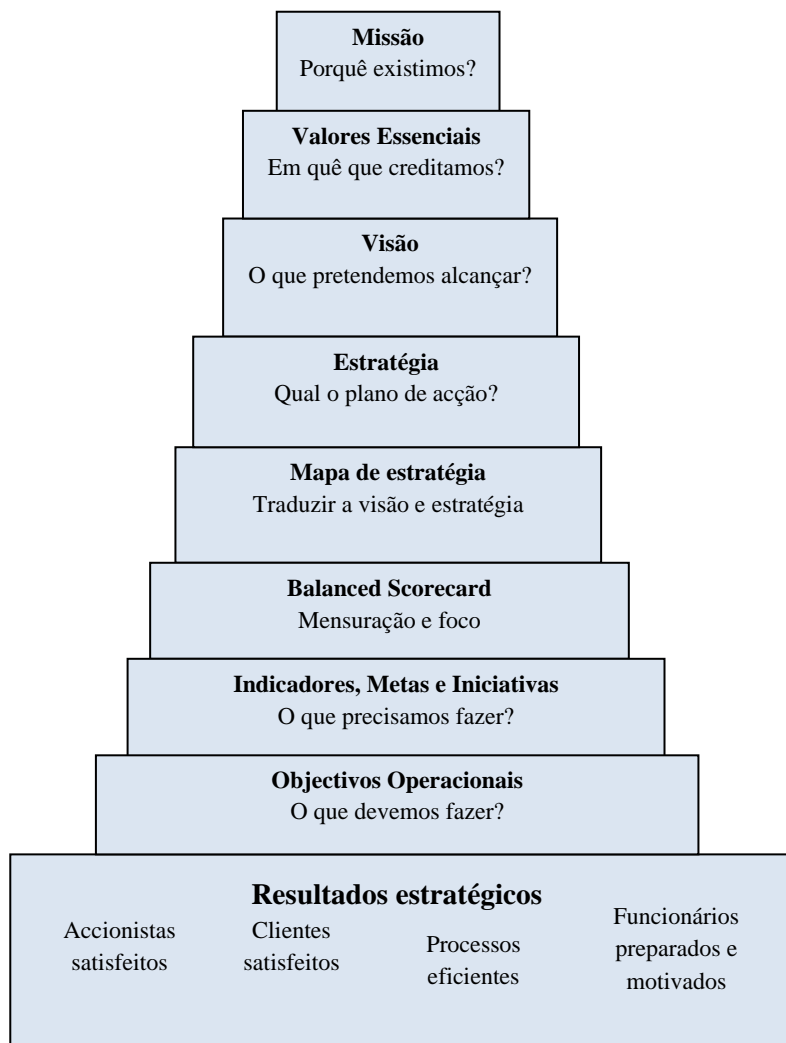 Missão
Porquê existimos?
Valores Essenciais
Em quê que creditamos?
Visão
O que pretendemos alcançar?
Estratégia
Qual o plano de acção?
Mapa de estratégia
Traduzir a visão e estratégia
Balanced Scorecard
Mensuração e foco
Indicadores, Metas e Iniciativas
O que precisamos fazer?
Objectivos Operacionais
O que devemos fazer?
Resultados estratégicos
Accionistas
satisfeitos
Clientes
satisfeitos
Processos
eficientes
Funcionários
preparados e
motivados